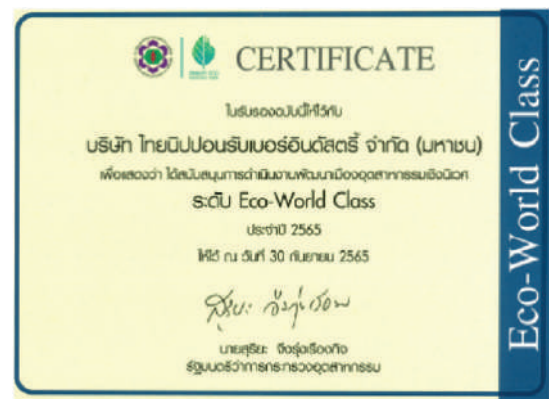 CERTIFICATE
ใบรับรองฉบับนี้ให้ไว้กับ
บริษัท ไทยนิปปอนรับเบอร์อินดัสตรี้ จำกัด (มหาชน)
เพื่อแสดงว่า ได้สนับสนุนการดำเนินงานพัฒนาเมืองอุตสาหกรรมเชิงนิเวศ
ระดับ Eco-World Class
ประจำปี 2565
ให้ไว้ ณ วันที่ 30 กันยายน 2565
นายสุริยะ จึงรุ่งเรืองกิจ
รัฐมนตรีว่าการกระทรวงอุตสาหกรรม
Eco-World Class